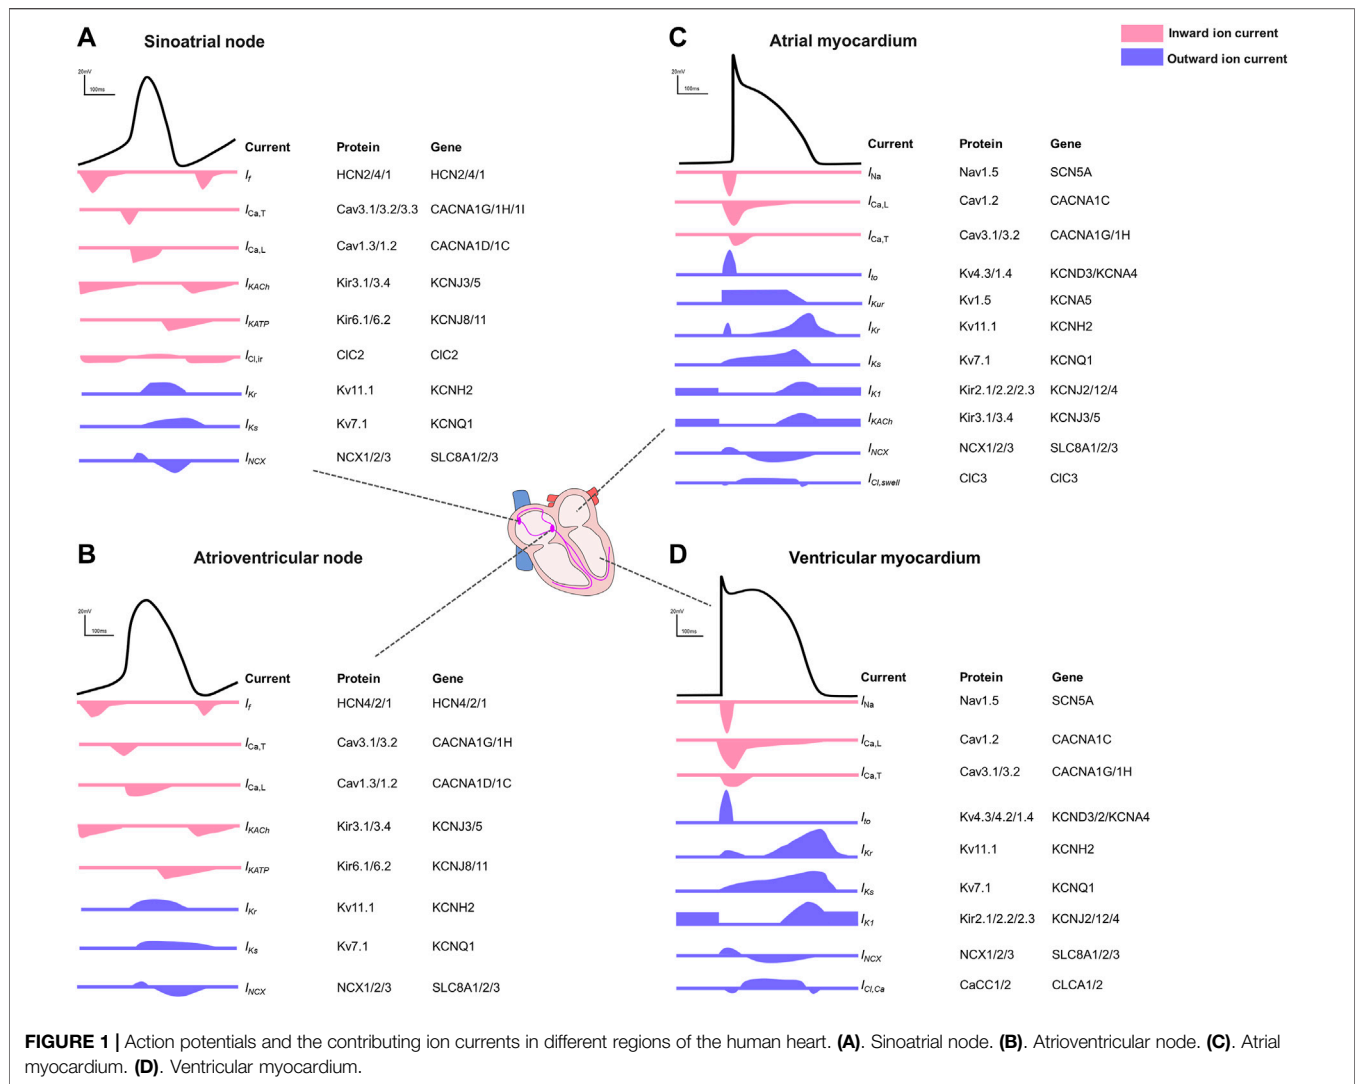 A
Sinoatrial node
20mV
100ms
Current Protein Gene
If HCN2/4/1 HCN2/4/1
ICa,T Cav3.1/3.2/3.3 CACNA1G/1H/1I
ICa,L Cav1.3/1.2 CACNA1D/1C
IKACh Kir3.1/3.4 KCNJ3/5
IKATP Kir6.1/6.2 KCNJ8/11
ICl,ir ClC2 ClC2
IKr Kv11.1 KCNH2
IKs Kv7.1 KCNQ1
INCX NCX1/2/3 SLC8A1/2/3
C
Atrial myocardium
Inward ion current
Outward ion current
20mV
100ms
Current Protein Gene
INa Nav1.5 SCN5A
ICa,L Cav1.2 CACNA1C
ICa,T Cav3.1/3.2 CACNA1G/1H
Ito Kv4.3/1.4 KCND3/KCNA4
IKur Kv1.5 KCNA5
IKr Kv11.1 KCNH2
IKs Kv7.1 KCNQ1
IK1 Kir2.1/2.2/2.3 KCNJ2/12/4
IKACh Kir3.1/3.4 KCNJ3/5
INCX NCX1/2/3 SLC8A1/2/3
ICl,swell ClC3 ClC3
B
Atrioventricular node
20mV
100ms
Current Protein Gene
If HCN4/2/1 HCN4/2/1
ICa,T Cav3.1/3.2 CACNA1G/1H
ICa,L Cav1.3/1.2 CACNA1D/1C
IKACh Kir3.1/3.4 KCNJ3/5
IKATP Kir6.1/6.2 KCNJ8/11
IKr Kv11.1 KCNH2
IKs Kv7.1 KCNQ1
INCX NCX1/2/3 SLC8A1/2/3
D
Ventricular myocardium
20mV
100ms
Current Protein Gene
INa Nav1.5 SCN5A
ICa,L Cav1.2 CACNA1C
ICa,T Cav3.1/3.2 CACNA1G/1H
Ito Kv4.3/4.2/1.4 KCND3/2/KCNA4
IKr Kv11.1 KCNH2
IKs Kv7.1 KCNQ1
IK1 Kir2.1/2.2/2.3 KCNJ2/12/4
INCX NCX1/2/3 SLC8A1/2/3
ICl,Ca CaCC1/2 CLCA1/2
FIGURE 1 | Action potentials and the contributing ion currents in different regions of the human heart. (A). Sinoatrial node. (B). Atrioventricular node. (C). Atrial
myocardium. (D). Ventricular myocardium.